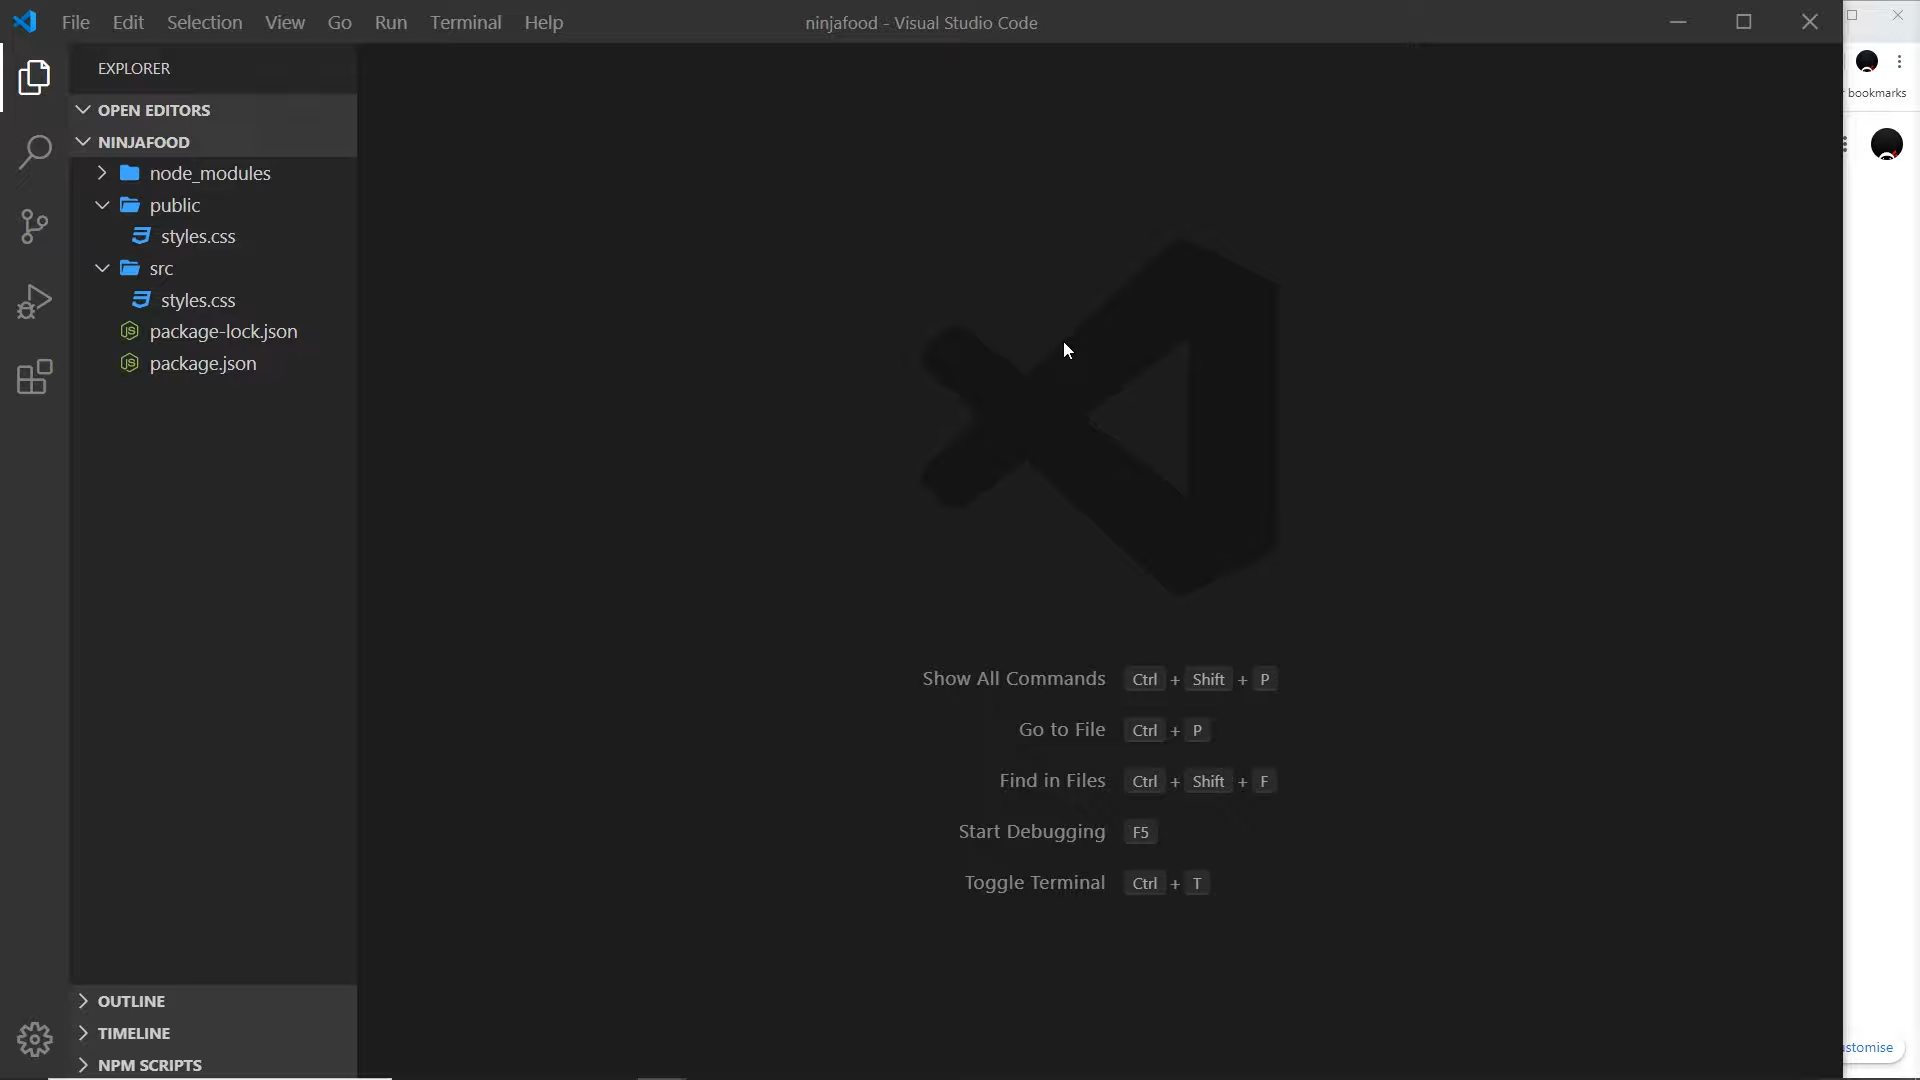 File Edit Selection View Go Run Terminal Help
ninjafood - Visual Studio Code
EXPLORER
OPEN EDITORS
NINJAFOOD
node_modules
public
styles.css
src
styles.css
package-lock.json
package.json
Show All Commands Ctrl + Shift + P
Go to File Ctrl + P
Find in Files Ctrl + Shift + F
Start Debugging F5
Toggle Terminal Ctrl + T
OUTLINE
TIMELINE
NPM SCRIPTS
bookmarks
stomise